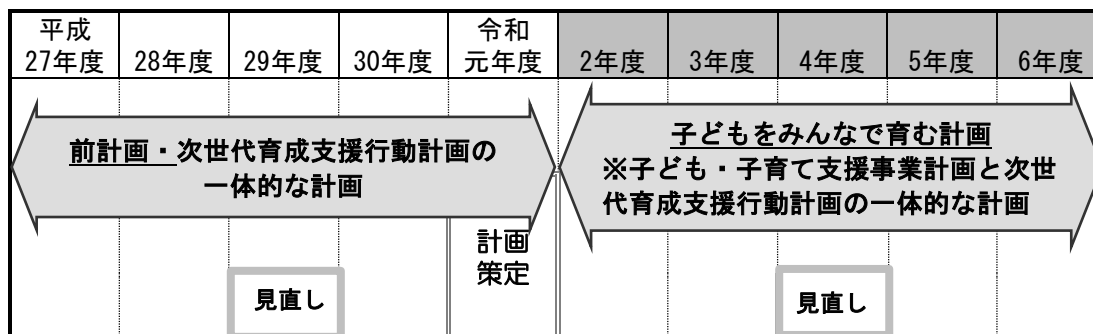 平成
27年度
28年度
29年度
30年度
令和
元年度
2年度
3年度
4年度
5年度
6年度
前計画・次世代育成支援行動計画の
一体的な計画
子どもをみんなで育む計画
※子ども・子育て支援事業計画と次世
代育成支援行動計画の一体的な計画
計画
策定
見直し
見直し